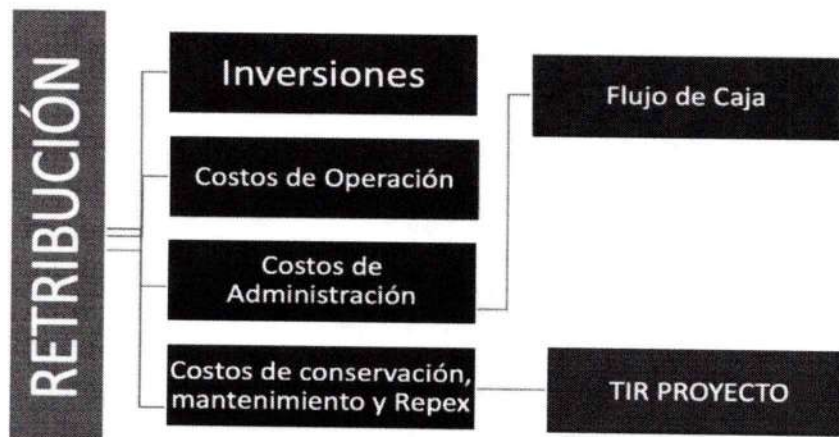 RETRIBUCIÓN
Inversiones
Costos de Operación
Costos de
Administración
Costos de conservación,
mantenimiento y Repex
Flujo de Caja
TIR PROYECTO